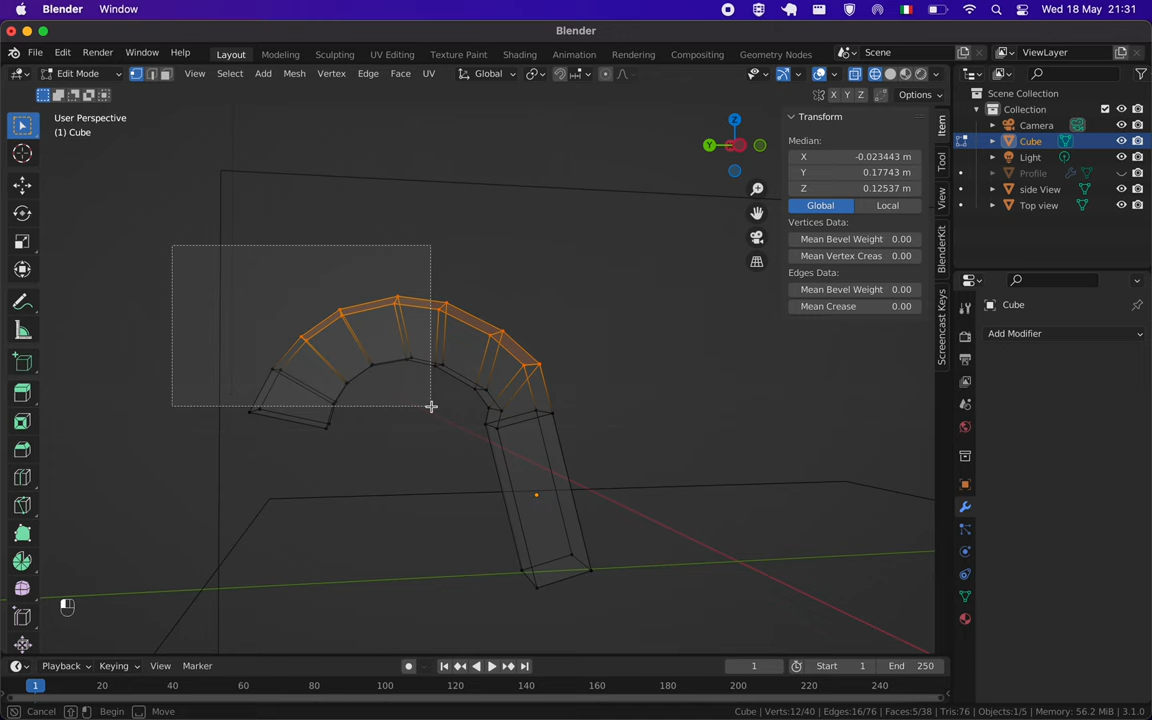 Blender Window Wed 18 May 21:31
Blender
File Edit Render Window Help Layout Modeling Sculpting UV Editing Texture Paint Shading Animation Rendering Compositing Geometry Nodes Scene ViewLayer
Edit Mode View Select Add Mesh Vertex Edge Face UV Global
X Y Z Options
User Perspective
(1) Cube
Z
Y
Transform
Median:
X -0.023443 m
Y 0.17743 m
Z 0.12537 m
Global Local
Vertices Data:
Mean Bevel Weight 0.00
Mean Vertex Creas 0.00
Edges Data:
Mean Bevel Weight 0.00
Mean Crease 0.00
Item
Tool
View
BlenderKit
Screencast Keys
Scene Collection
Collection
Camera
Cube
Light
Profile
side View
Top view
Cube
Add Modifier
Playback Keying View Marker 1 Start 1 End 250
1 20 40 60 80 100 120 140 160 180 200 220 240
Cancel Begin Move Cube | Verts:12/40 | Edges:16/76 | Faces:5/38 | Tris:76 | Objects:1/5 | Memory: 56.2 MiB | 3.1.0